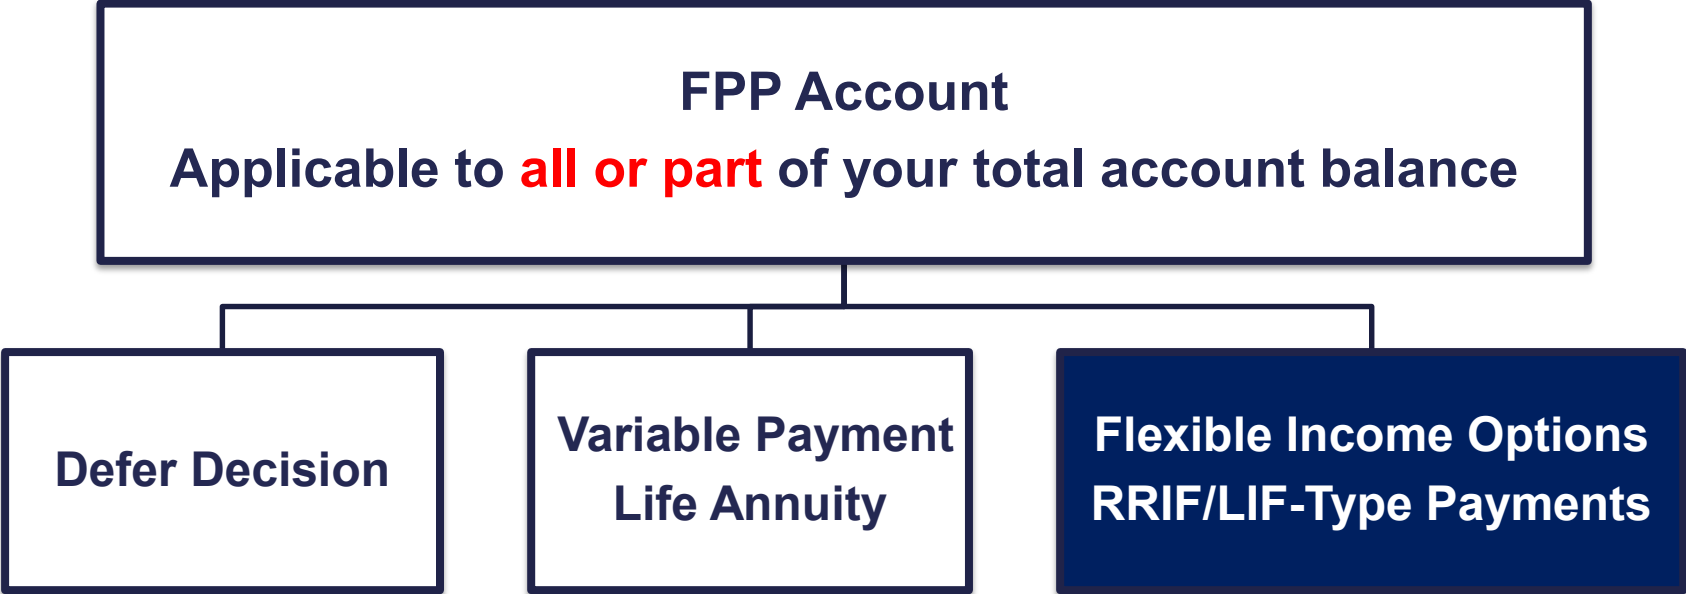 FPP Account
Applicable to all or part of your total account balance
Defer Decision
Variable Payment
Life Annuity
Flexible Income Options
RRIF/LIF-Type Payments